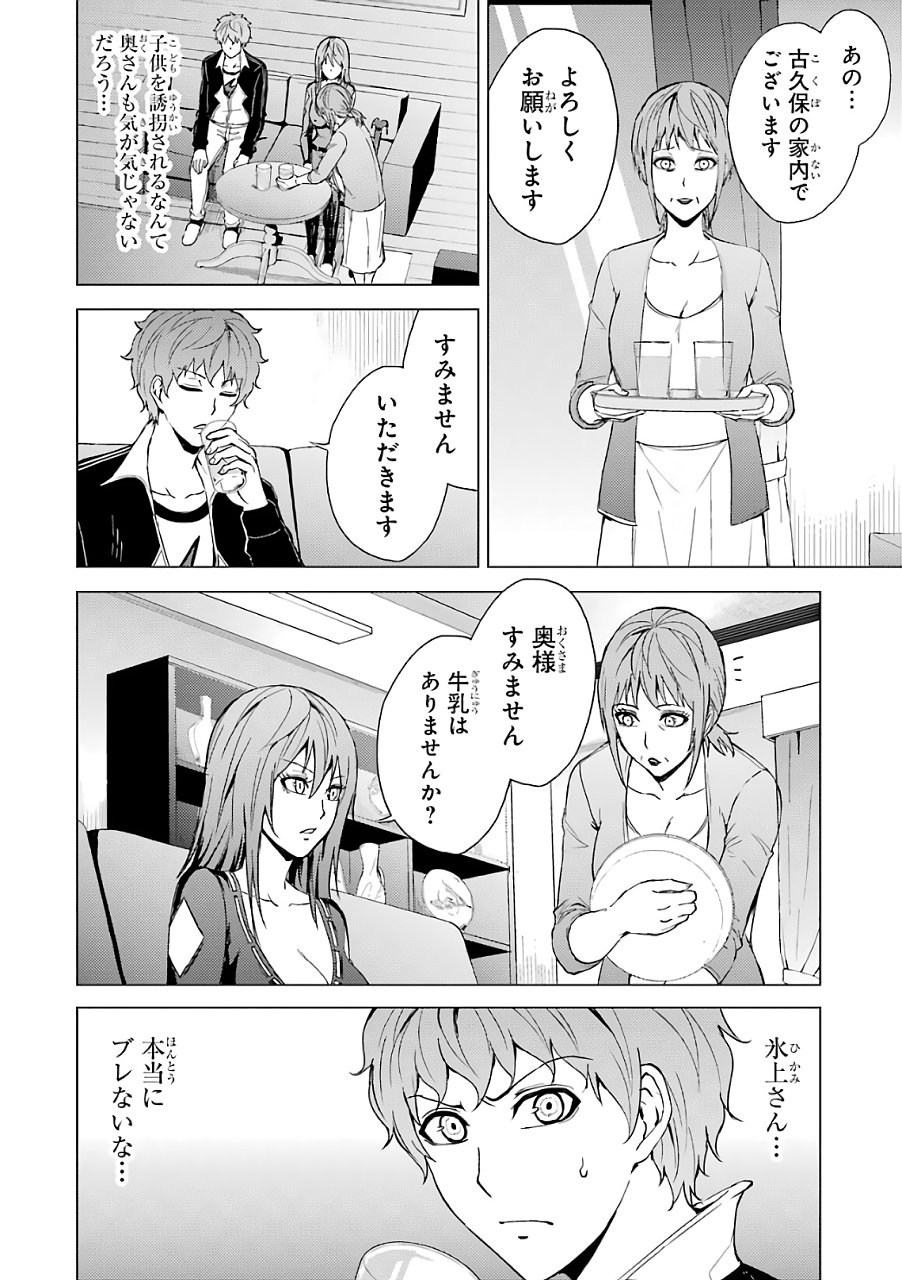 あの…
古久保の家内で
ございます
よろしく
お願いします
子供を誘拐されるなんて
奥さんも気が気じゃない
だろう…
すみません
いただきます
奥様
すみません
牛乳は
ありませんか？
氷上さん…
本当に
ブレないな…